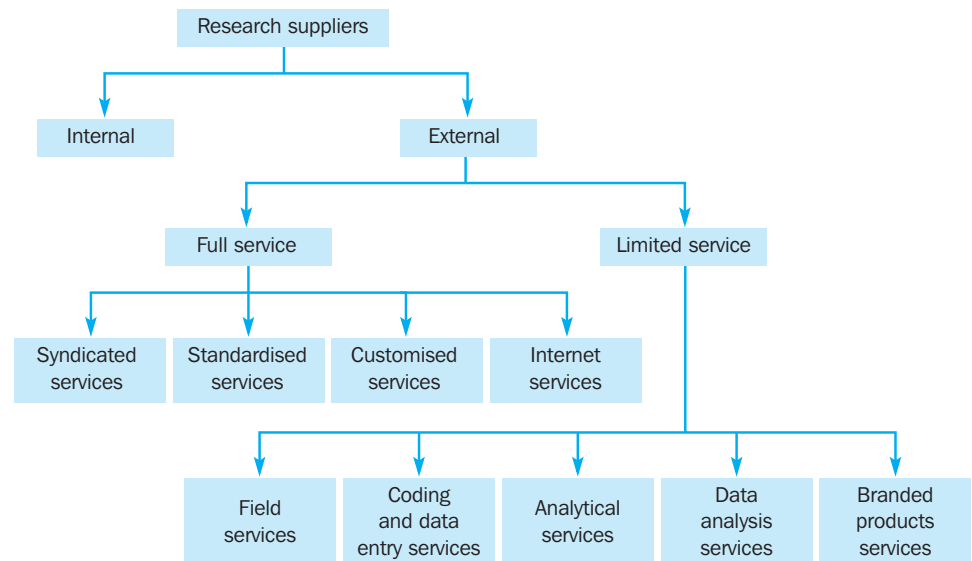 Research suppliers
Internal
External
Full service
Limited service
Syndicated
services
Standardised
services
Customised
services
Internet
services
Field
services
Coding
and data
entry services
Analytical
services
Data
analysis
services
Branded
products
services